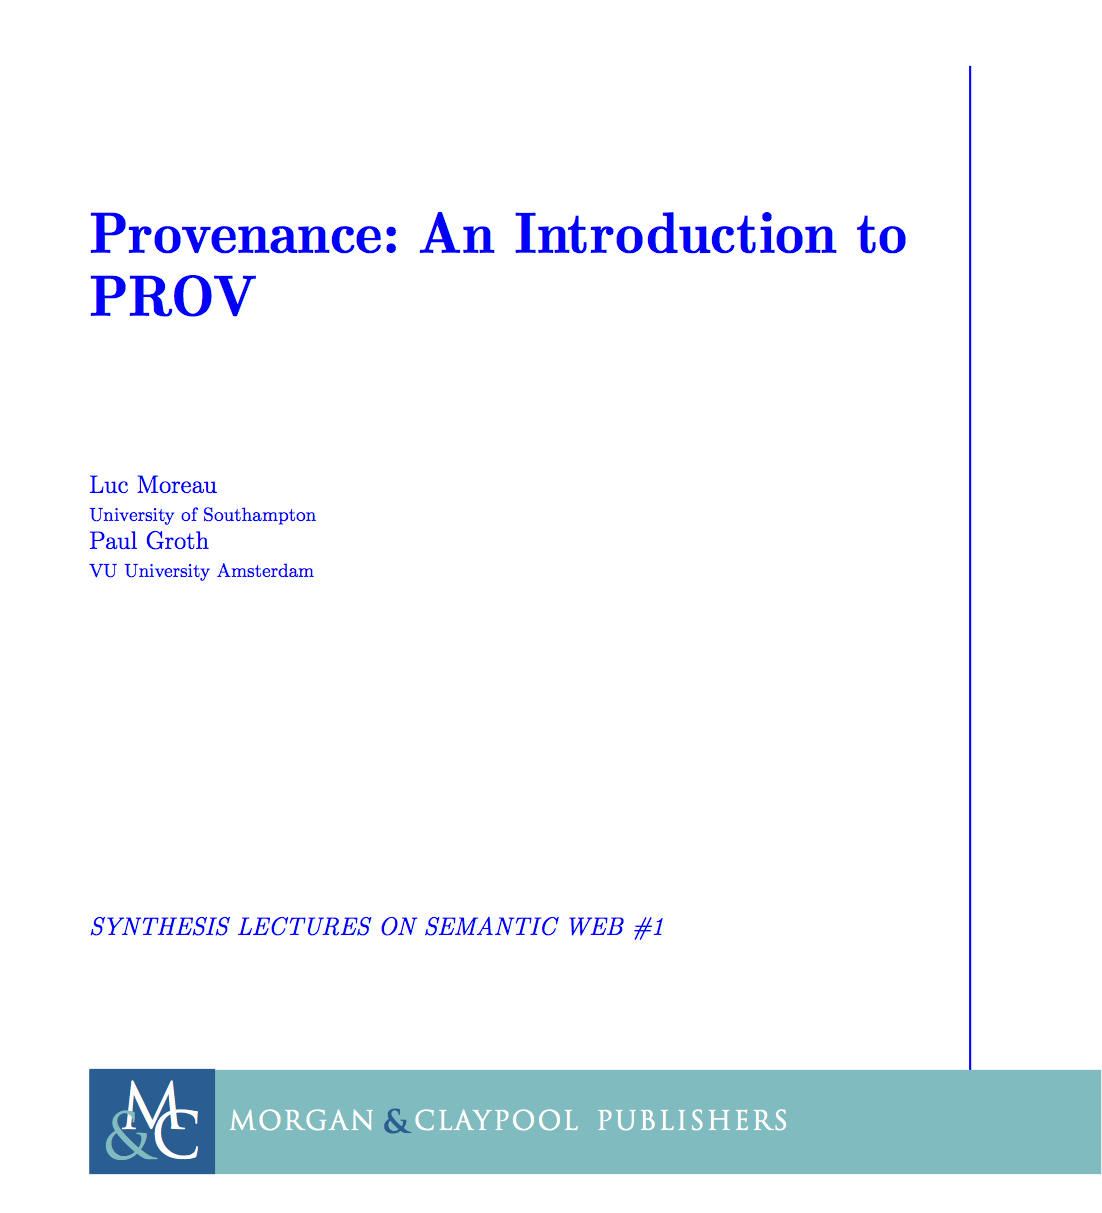 Provenance: An Introduction to
PROV
Luc Moreau
University of Southampton
Paul Groth
VU University Amsterdam
SYNTHESIS LECTURES ON SEMANTIC WEB #1
M&C MORGAN & CLAYPOOL PUBLISHERS